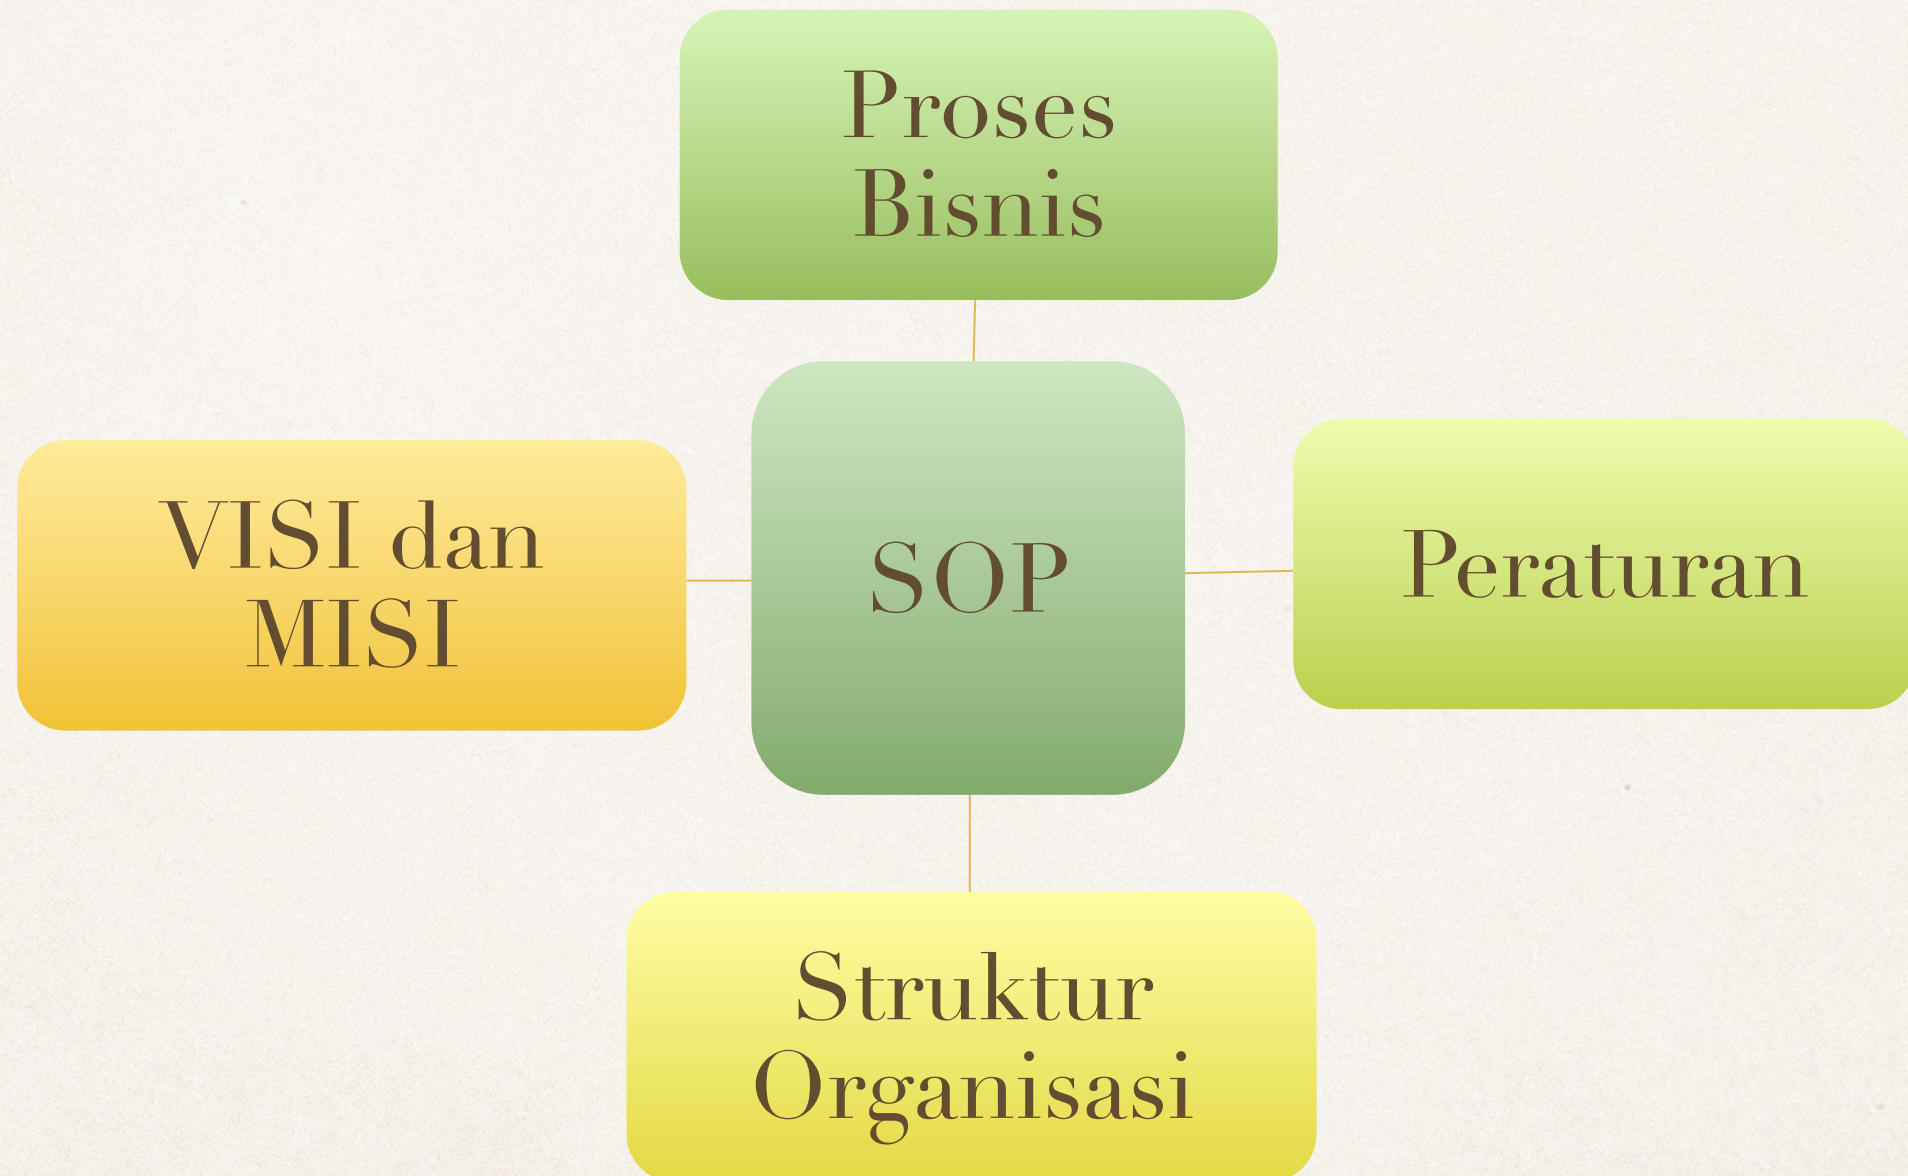 Proses
Bisnis
VISI dan
MISI
SOP
Peraturan
Struktur
Organisasi